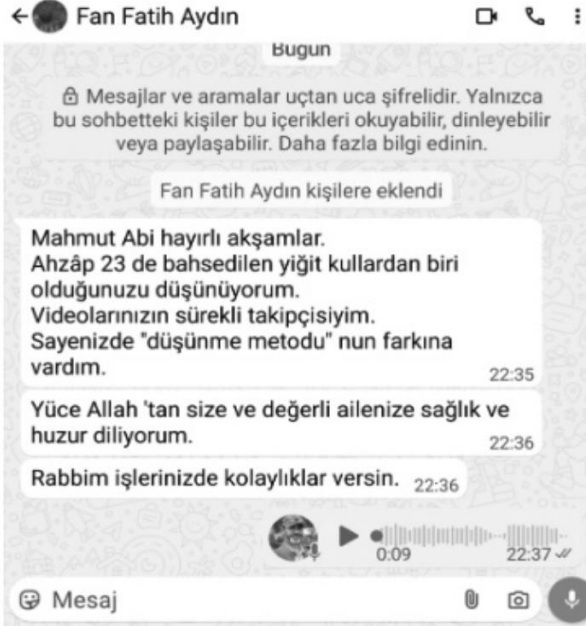 Fan Fatih Aydın
Bugün
Mesajlar ve aramalar uçtan uca şifrelidir. Yalnızca
bu sohbetteki kişiler bu içerikleri okuyabilir, dinleyebilir
veya paylaşabilir. Daha fazla bilgi edinin.
Fan Fatih Aydın kişilere eklendi
Mahmut Abi hayırlı akşamlar.
Ahzâp 23 de bahsedilen yiğit kullardan biri
olduğunuzu düşünüyorum.
Videolarınızın sürekli takipçisiyim.
Sayenizde "düşünme metodu" nun farkına
vardım.
22:35
Yüce Allah 'tan size ve değerli ailenize sağlık ve
huzur diliyorum.
22:36
Rabbim işlerinizde kolaylıklar versin. 22:36
0:09 22:37
Mesaj